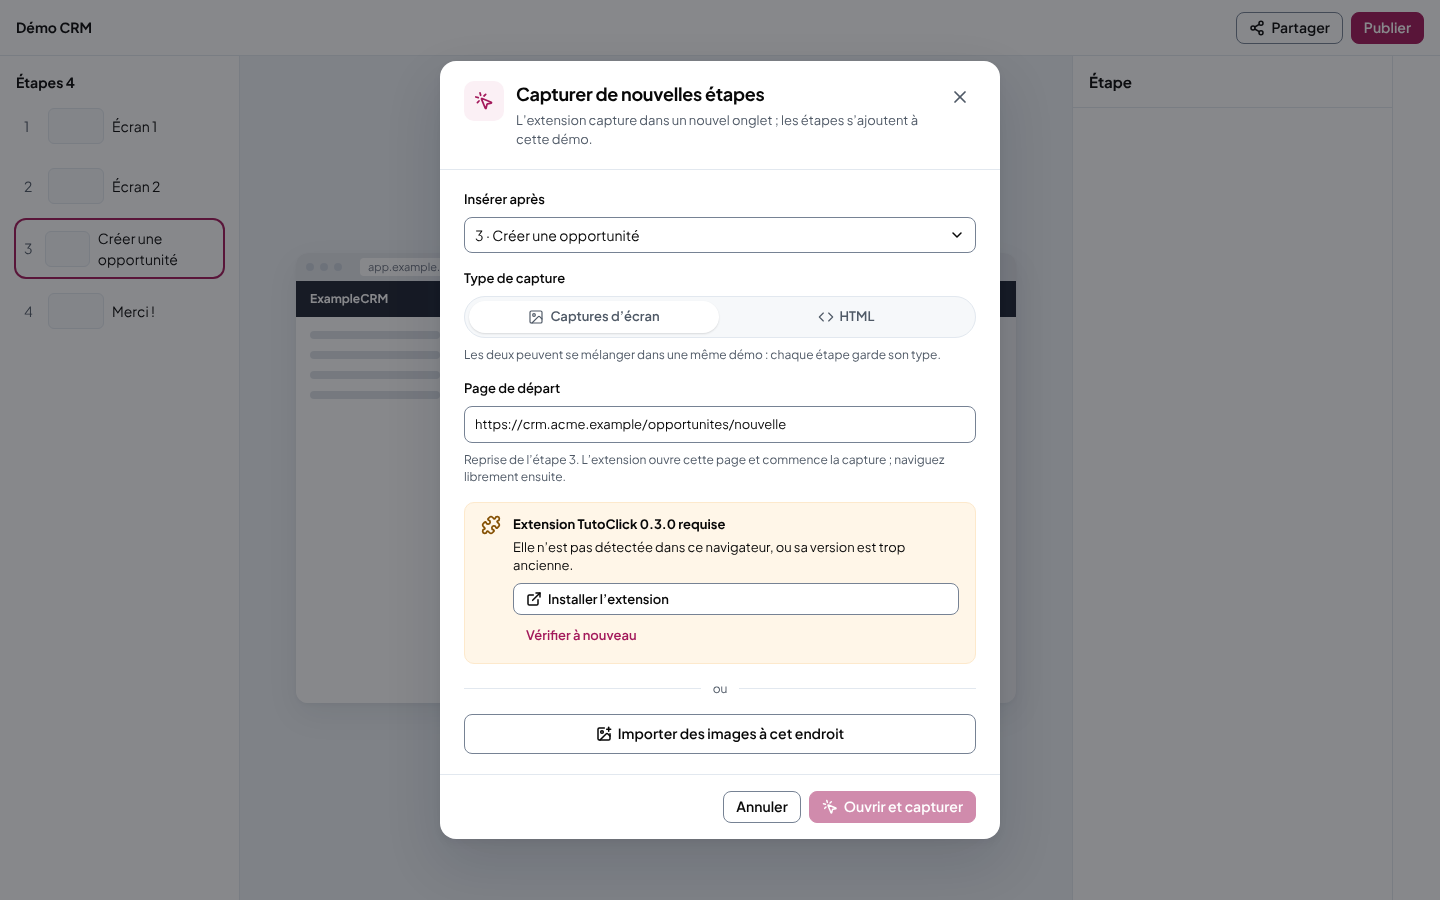 Démo CRM
Partager
Publier
Étapes 4
1
Écran 1
2
Écran 2
3
Créer une
opportunité
4
Merci !
app.example.
ExampleCRM
Étape
Capturer de nouvelles étapes
L’extension capture dans un nouvel onglet ; les étapes s’ajoutent à
cette démo.
Insérer après
3 · Créer une opportunité
Type de capture
Captures d’écran
HTML
Les deux peuvent se mélanger dans une même démo : chaque étape garde son type.
Page de départ
https://crm.acme.example/opportunites/nouvelle
Reprise de l’étape 3. L’extension ouvre cette page et commence la capture ; naviguez
librement ensuite.
Extension TutoClick 0.3.0 requise
Elle n’est pas détectée dans ce navigateur, ou sa version est trop
ancienne.
Installer l’extension
Vérifier à nouveau
ou
Importer des images à cet endroit
Annuler
Ouvrir et capturer